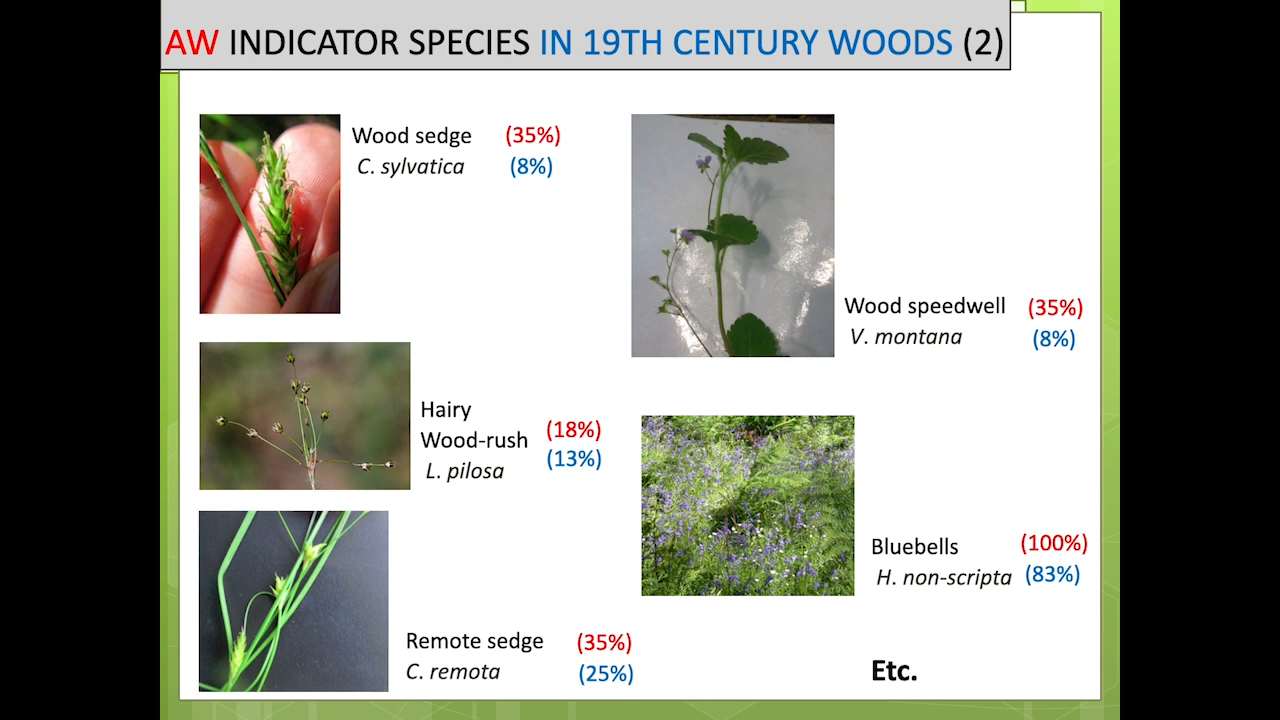 AW INDICATOR SPECIES IN 19TH CENTURY WOODS (2)
Wood sedge (35%)
C. sylvatica (8%)
Hairy
Wood-rush (18%)
L. pilosa (13%)
Remote sedge (35%)
C. remota (25%)
Wood speedwell (35%)
V. montana (8%)
Bluebells (100%)
H. non-scripta (83%)
Etc.